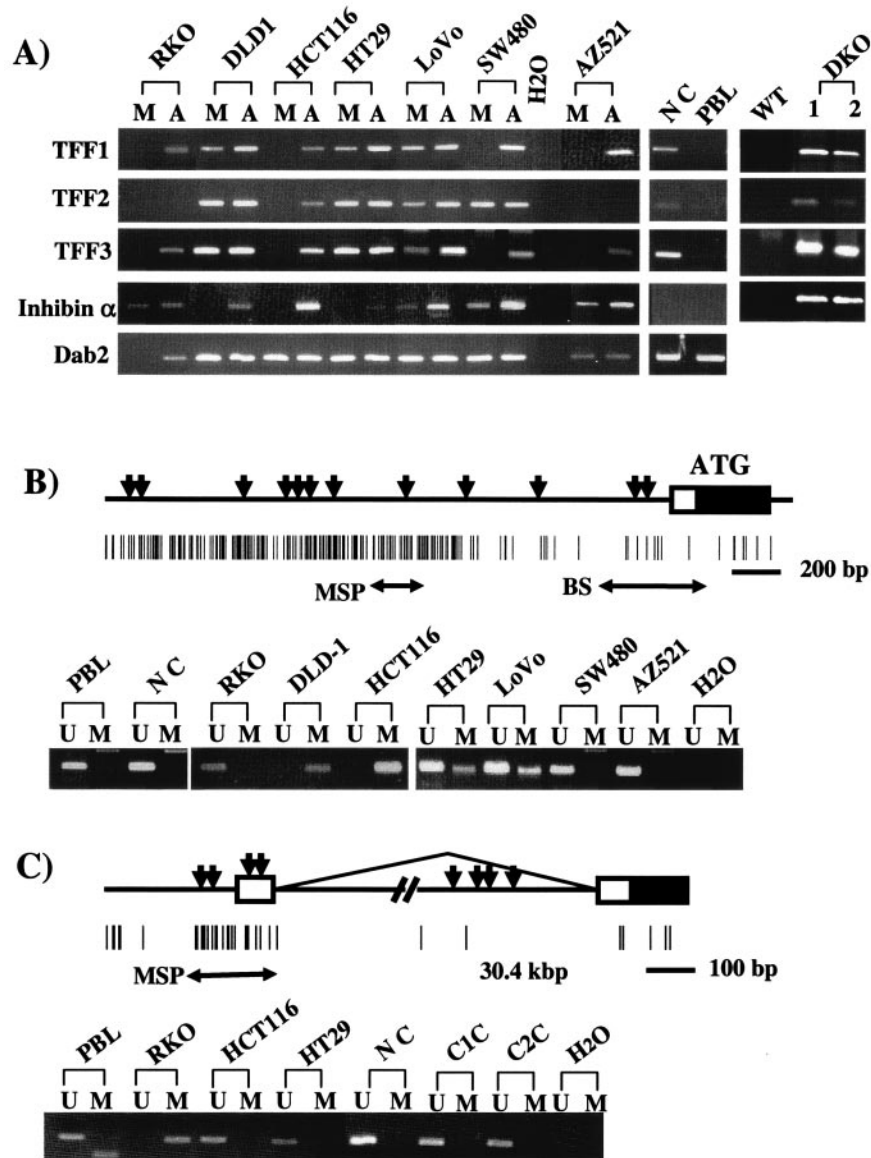 A)
RKO DLD1 HCT116 HT29 LoVo SW480 H2O AZ521 N C PBL WT DKO
M A M A M A M A M A M A M A 1 2
TFF1
TFF2
TFF3
Inhibin α
Dab2
B)
ATG
200 bp
MSP BS
PBL N C RKO DLD-1 HCT116 HT29 LoVo SW480 AZ521 H2O
U M U M U M U M U M U M U M U M U M U M
C)
MSP 30.4 kbp 100 bp
PBL RKO HCT116 HT29 N C C1C C2C H2O
U M U M U M U M U M U M U M U M